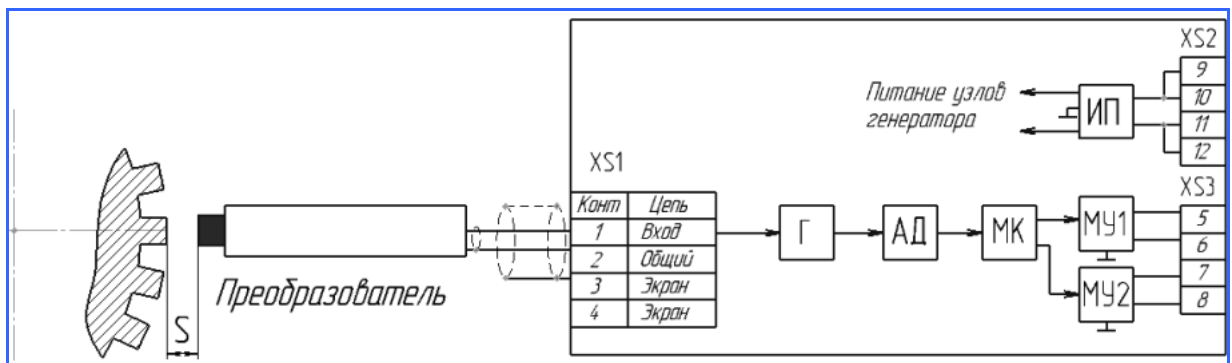 XS2
9
10
11
12
Питание узлов
генератора
ИП
XS1
XS3
Конт Цепь
1 Вход
2 Общий
3 Экран
4 Экран
Г
АД
МК
МУ1
МУ2
5
6
7
8
Преобразователь
S